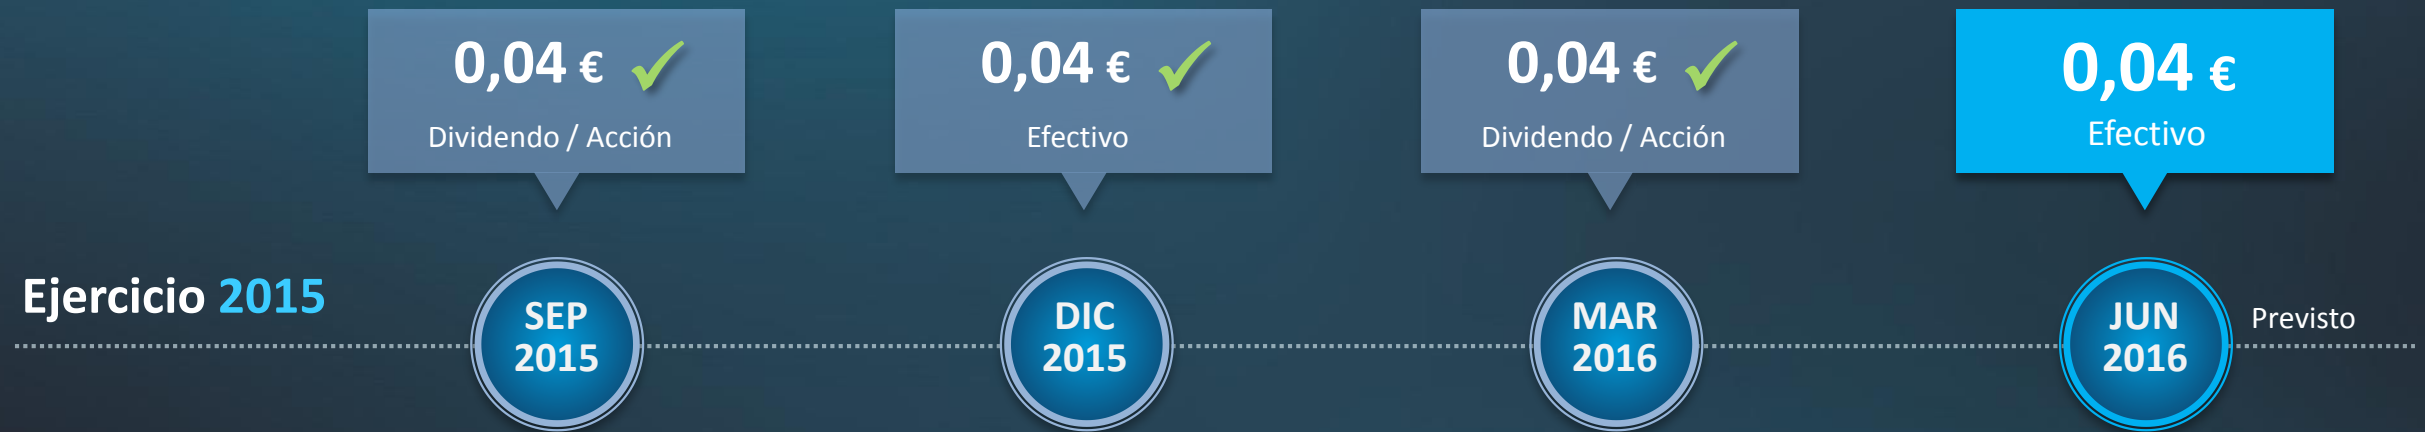 0,04 €
Dividendo / Acción
0,04 €
Efectivo
0,04 €
Dividendo / Acción
0,04 €
Efectivo
Ejercicio 2015
SEP
2015
DIC
2015
MAR
2016
JUN
2016
Previsto